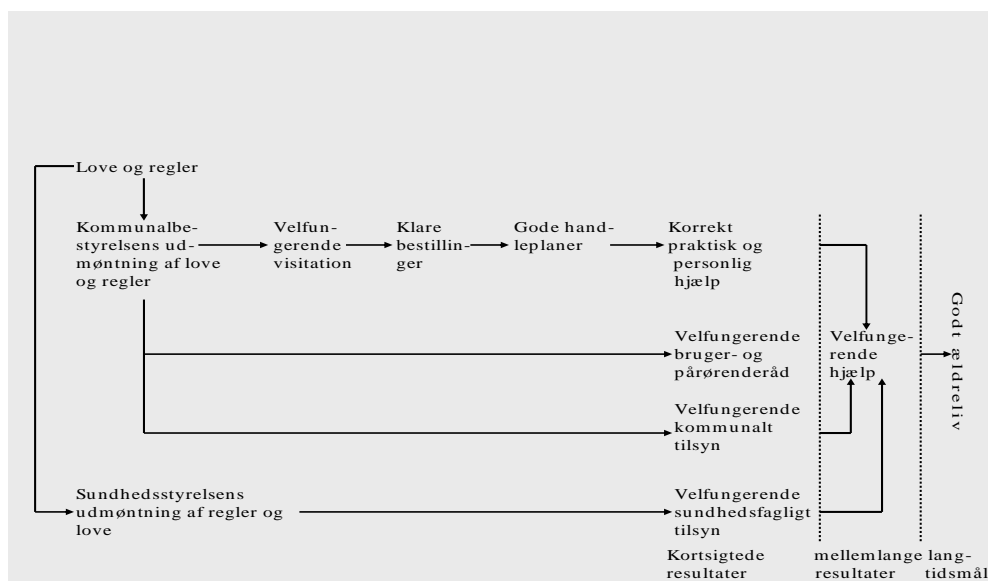 Love og regler
Kommunalbe-
styrelsens ud-
møntning af love
og regler
Velfun-
gerende
visitation
Klare
bestillin-
ger
Gode hand-
leplaner
Korrekt
praktisk og
personlig
hjælp
Velfungerende
bruger- og
pårørenderåd
Velfunge-
rende
hjælp
Godt ældreliv
Velfungerende
kommunalt
tilsyn
Sundhedsstyrelsens
udmøntning af regler og
love
Velfungerende
sundhedsfagligt
tilsyn
Kortsigtede
resultater
mellemlange
resultater
lang-
tidsmål